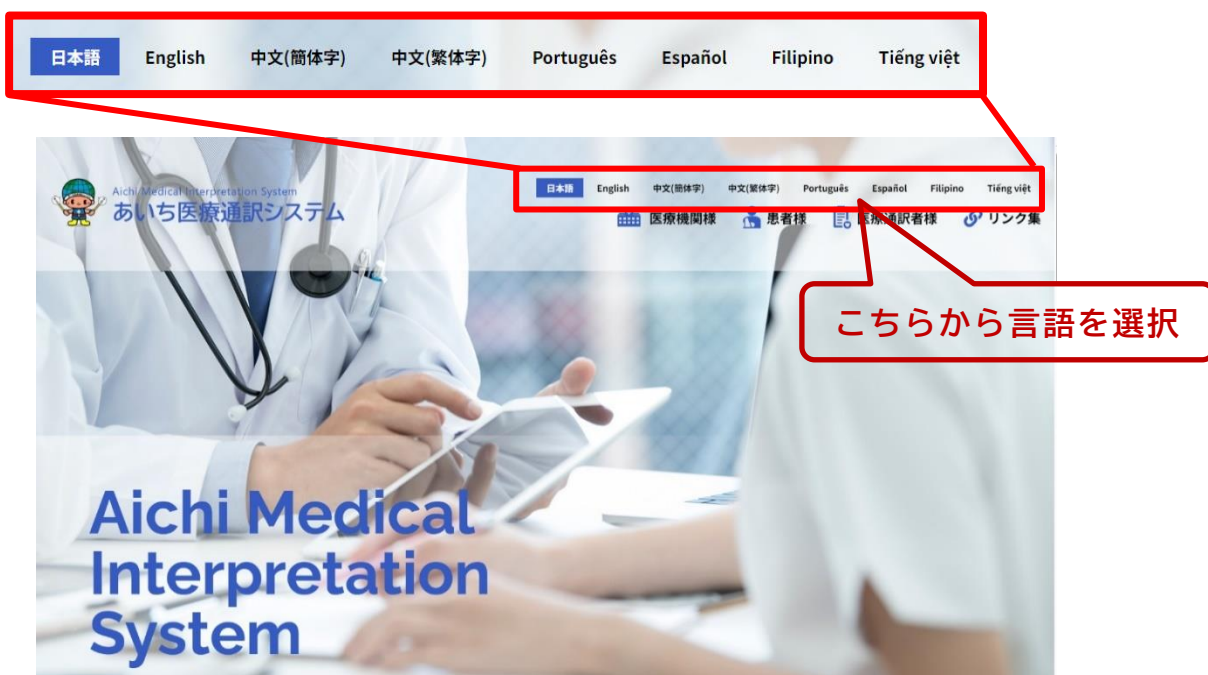 日本語 English 中文(簡体字) 中文(繁体字) Português Español Filipino Tiếng việt
Aichi Medical Interpretation System
あいち医療通訳システム
日本語 English 中文(簡体字) 中文(繁体字) Português Español Filipino Tiếng việt
医療機関様 患者様 医療通訳者様 リンク集
こちらから言語を選択
Aichi Medical
Interpretation
System